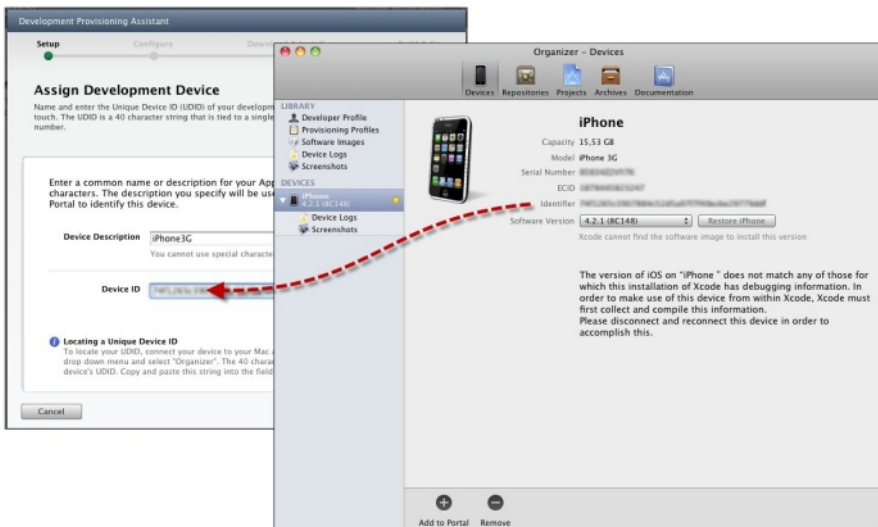 Development Provisioning Assistant
Setup
Configure
Assign Development Device
Name and enter the Unique Device ID (UDID) of your developm
touch. The UDID is a 40 character string that is tied to a single
number.
Enter a common name or description for your App
characters. The description you specify will be use
Portal to identify this device.
Device Description iPhone3G
You cannot use special character
Device ID
Locating a Unique Device ID
To locate your UDID, connect your device to your Mac
drop down menu and select "Organizer". The 40 charac
device's UDID. Copy and paste this string into the field
Cancel
Organizer - Devices
Devices Repositories Projects Archives Documentation
LIBRARY
Developer Profile
Provisioning Profiles
Software Images
Device Logs
Screenshots
DEVICES
iPhone
4.2.1 (8C148)
Device Logs
Screenshots
iPhone
Capacity 15,53 GB
Model iPhone 3G
Serial Number
ECID
Identifier
Software Version 4.2.1 (8C148) Restore iPhone
Xcode cannot find the software image to install this version
The version of iOS on "iPhone " does not match any of those for
which this installation of Xcode has debugging information. In
order to make use of this device from within Xcode, Xcode must
first collect and compile this information.
Please disconnect and reconnect this device in order to
accomplish this.
Add to Portal Remove